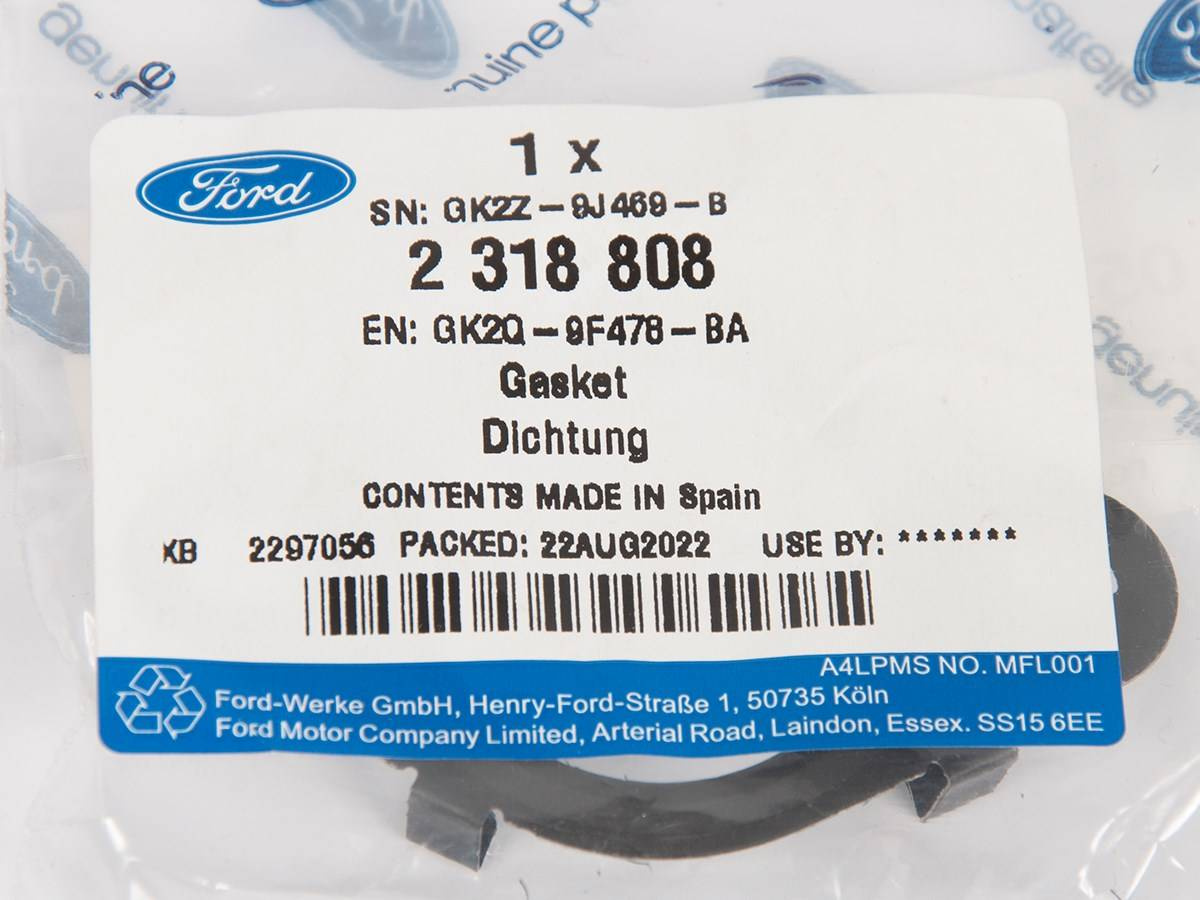 genuine
nuine p
Ford
1 x
SN: GK2Z-9J469-B
2 318 808
EN: GK2Q-9F478-BA
Gasket
Dichtung
CONTENTS MADE IN Spain
KB 2297056 PACKED: 22AUG2022 USE BY: *******
A4LPMS NO. MFL001
Ford-Werke GmbH, Henry-Ford-Straße 1, 50735 Köln
Ford Motor Company Limited, Arterial Road, Laindon, Essex. SS15 6EE